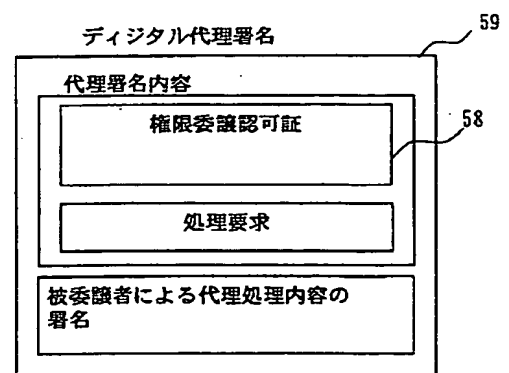 ディジタル代理署名
59
代理署名内容
権限委譲認可証
58
処理要求
被委譲者による代理処理内容の
署名